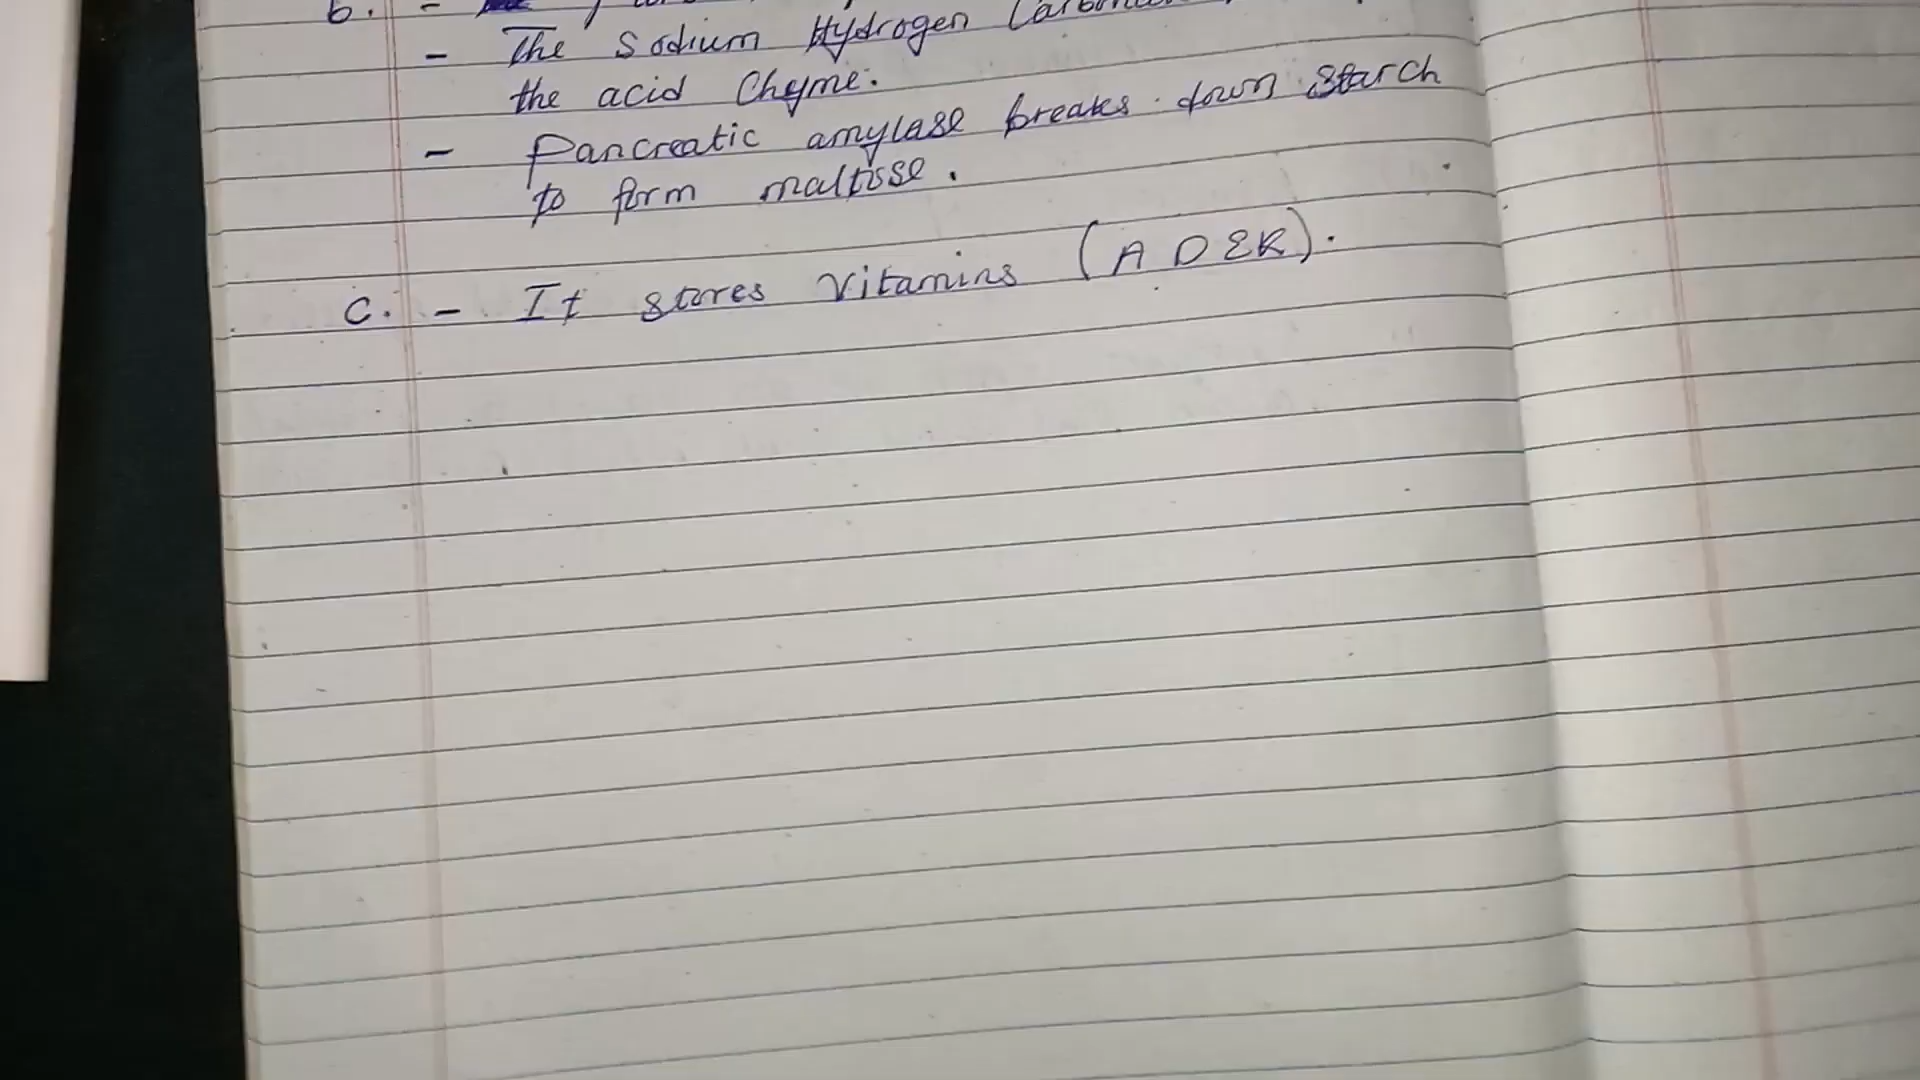 b. -
- The Sodium Hydrogen
the acid Chyme.
- Pancreatic amylase breaks down starch
to form maltose.
c. - It stores Vitamins (A D E K).